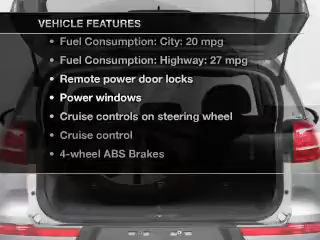 VEHICLE FEATURES
• Fuel Consumption: City: 20 mpg
• Fuel Consumption: Highway: 27 mpg
• Remote power door locks
• Power windows
• Cruise controls on steering wheel
• Cruise control
• 4-wheel ABS Brakes